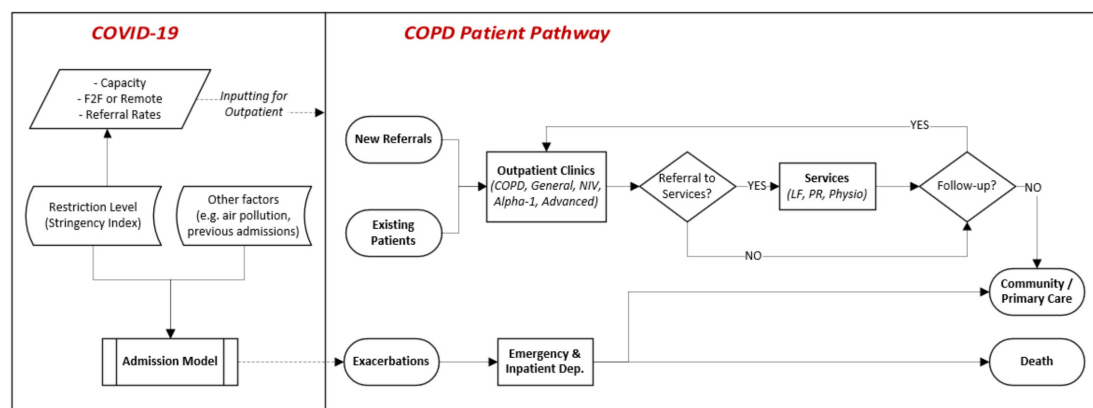 COVID-19
COPD Patient Pathway
- Capacity
- F2F or Remote
- Referral Rates
Inputting for
Outpatient
Restriction Level
(Stringency Index)
Other factors
(e.g. air pollution,
previous admissions)
Admission Model
New Referrals
Existing
Patients
Outpatient Clinics
(COPD, General, NIV,
Alpha-1, Advanced)
Referral to
Services?
YES
NO
Services
(LF, PR, Physio)
Follow-up?
YES
NO
Community /
Primary Care
Exacerbations
Emergency &
Inpatient Dep.
Death